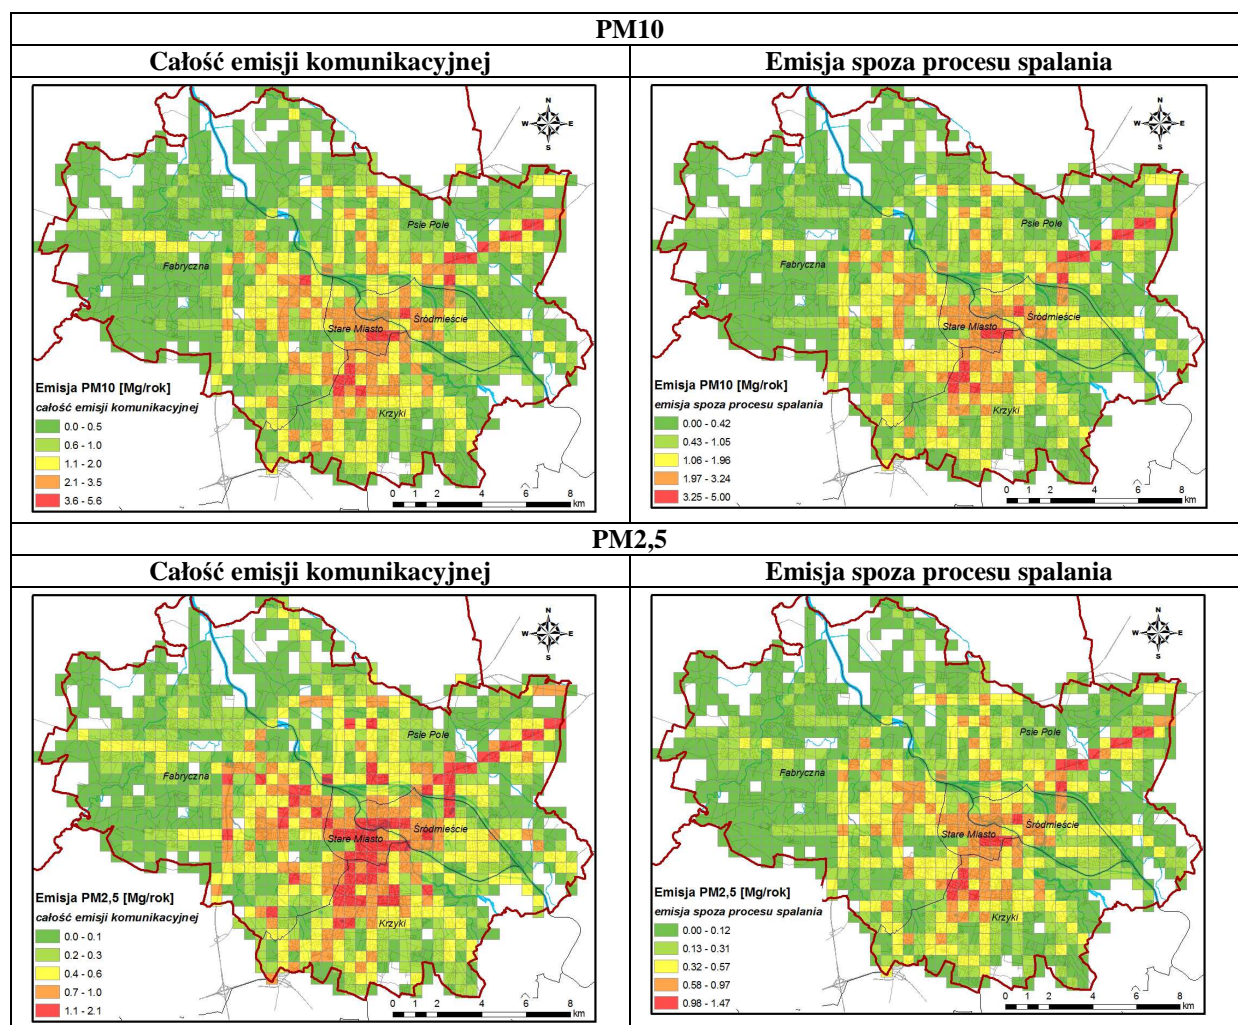 PM10
Całość emisji komunikacyjnej
Emisja spoza procesu spalania
N
W E
S
Psie Pole
Fabryczna
Śródmieście
Stare Miasto
Krzyki
Emisja PM10 [Mg/rok]
całość emisji komunikacyjnej
0.0 - 0.5
0.6 - 1.0
1.1 - 2.0
2.1 - 3.5
3.6 - 5.6
0 1 2 4 6 8
km
N
W E
S
Psie Pole
Fabryczna
Śródmieście
Stare Miasto
Krzyki
Emisja PM10 [Mg/rok]
emisja spoza procesu spalania
0.00 - 0.42
0.43 - 1.05
1.06 - 1.96
1.97 - 3.24
3.25 - 5.00
0 1 2 4 6 8
km
PM2,5
Całość emisji komunikacyjnej
Emisja spoza procesu spalania
N
W E
S
Psie Pole
Fabryczna
Śródmieście
Stare Miasto
Krzyki
Emisja PM2,5 [Mg/rok]
całość emisji komunikacyjnej
0.0 - 0.1
0.2 - 0.3
0.4 - 0.6
0.7 - 1.0
1.1 - 2.1
0 1 2 4 6 8
km
N
W E
S
Psie Pole
Fabryczna
Śródmieście
Stare Miasto
Krzyki
Emisja PM2,5 [Mg/rok]
emisja spoza procesu spalania
0.00 - 0.12
0.13 - 0.31
0.32 - 0.57
0.58 - 0.97
0.98 - 1.47
0 1 2 4 6 8
km